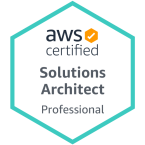 aws
certified
Solutions
Architect
Professional